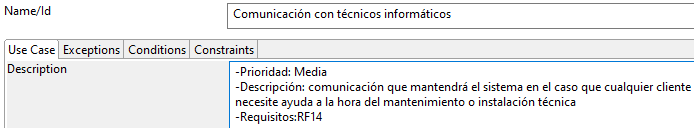 Name/Id
Comunicación con técnicos informáticos
Use Case Exceptions Conditions Constraints
Description
-Prioridad: Media
-Descripción: comunicación que mantendrá el sistema en el caso que cualquier cliente
necesite ayuda a la hora del mantenimiento o instalación técnica
-Requisitos:RF14